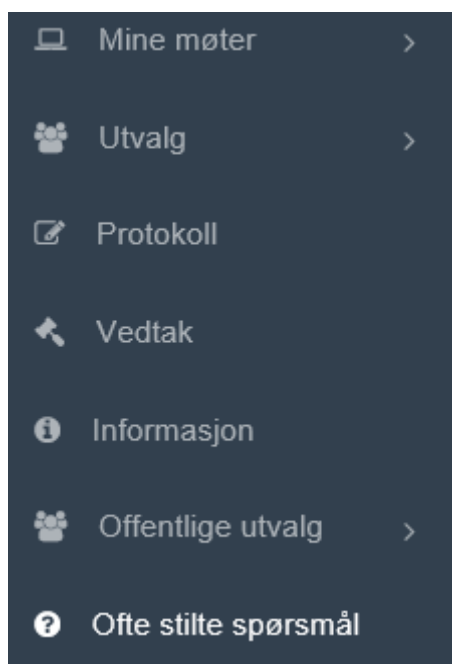 Mine møter
Utvalg
Protokoll
Vedtak
Informasjon
Offentlige utvalg
Ofte stilte spørsmål